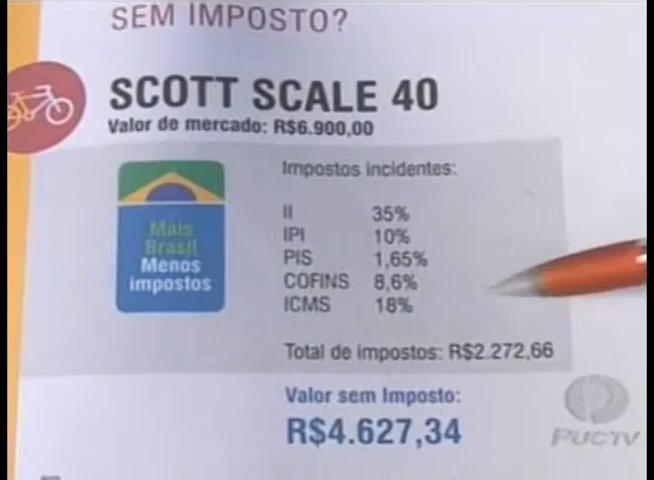 SEM IMPOSTO?
SCOTT SCALE 40
Valor de mercado: R$6.900,00
Mais
Brasil
Menos
impostos
Impostos incidentes:
II 35%
IPI 10%
PIS 1,65%
COFINS 8,6%
ICMS 18%
Total de impostos: R$2.272,66
Valor sem Imposto:
R$4.627,34
PUCTV